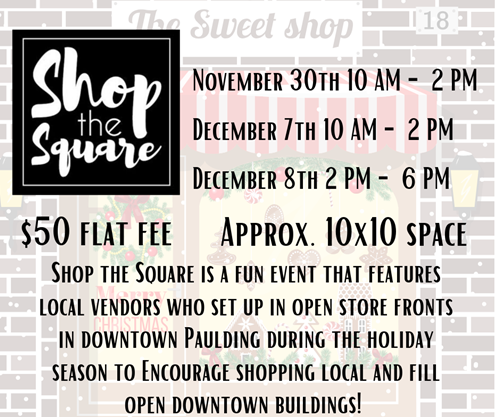 The Sweet shop
18
Shop
the
Square
November 30th 10 AM - 2 PM
December 7th 10 AM - 2 PM
December 8th 2 PM - 6 PM
$50 flat fee
Approx. 10x10 space
Shop the Square is a fun event that features
local vendors who set up in open store fronts
in downtown Paulding during the holiday
season to Encourage shopping local and fill
open downtown buildings!
Merry
Christmas